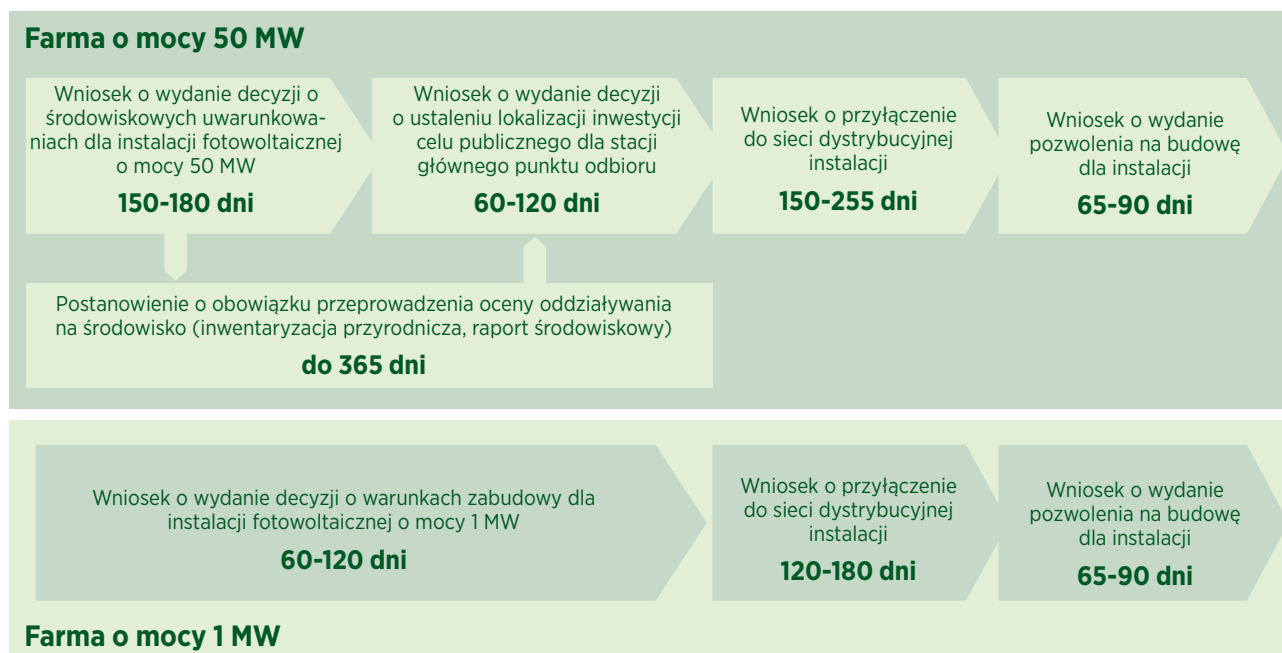 Farma o mocy 50 MW
Wniosek o wydanie decyzji o
środowiskowych uwarunkowa-
niach dla instalacji fotowoltaicznej
o mocy 50 MW
150-180 dni
Wniosek o wydanie decyzji
o ustaleniu lokalizacji inwestycji
celu publicznego dla stacji
głównego punktu odbioru
60-120 dni
Wniosek o przyłączenie
do sieci dystrybucyjnej
instalacji
150-255 dni
Wniosek o wydanie
pozwolenia na budowę
dla instalacji
65-90 dni
Postanowienie o obowiązku przeprowadzenia oceny oddziaływania
na środowisko (inwentaryzacja przyrodnicza, raport środowiskowy)
do 365 dni
Wniosek o wydanie decyzji o warunkach zabudowy dla
instalacji fotowoltaicznej o mocy 1 MW
60-120 dni
Wniosek o przyłączenie
do sieci dystrybucyjnej
instalacji
120-180 dni
Wniosek o wydanie
pozwolenia na budowę
dla instalacji
65-90 dni
Farma o mocy 1 MW